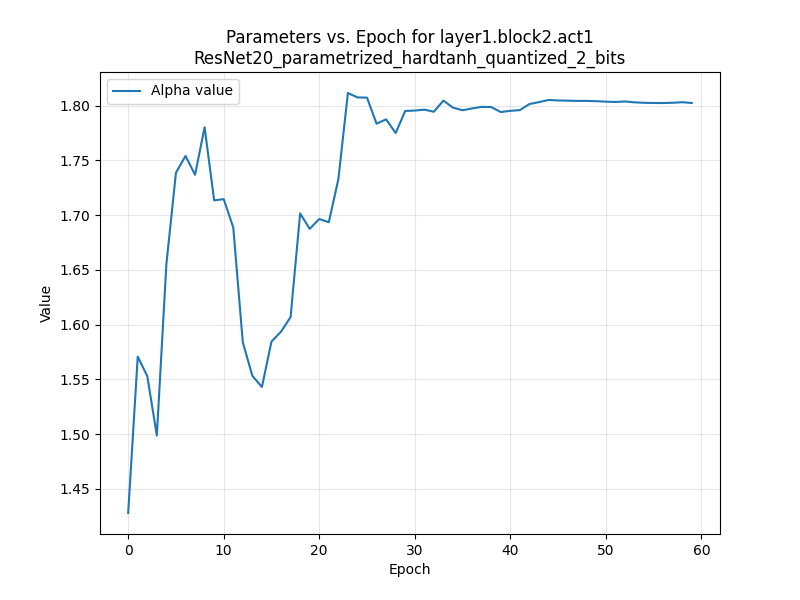 Parameters vs. Epoch for layer1.block2.act1
ResNet20_parametrized_hardtanh_quantized_2_bits
Alpha value
1.80
1.75
1.70
1.65
1.60
1.55
1.50
1.45
Value
0 10 20 30 40 50 60
Epoch